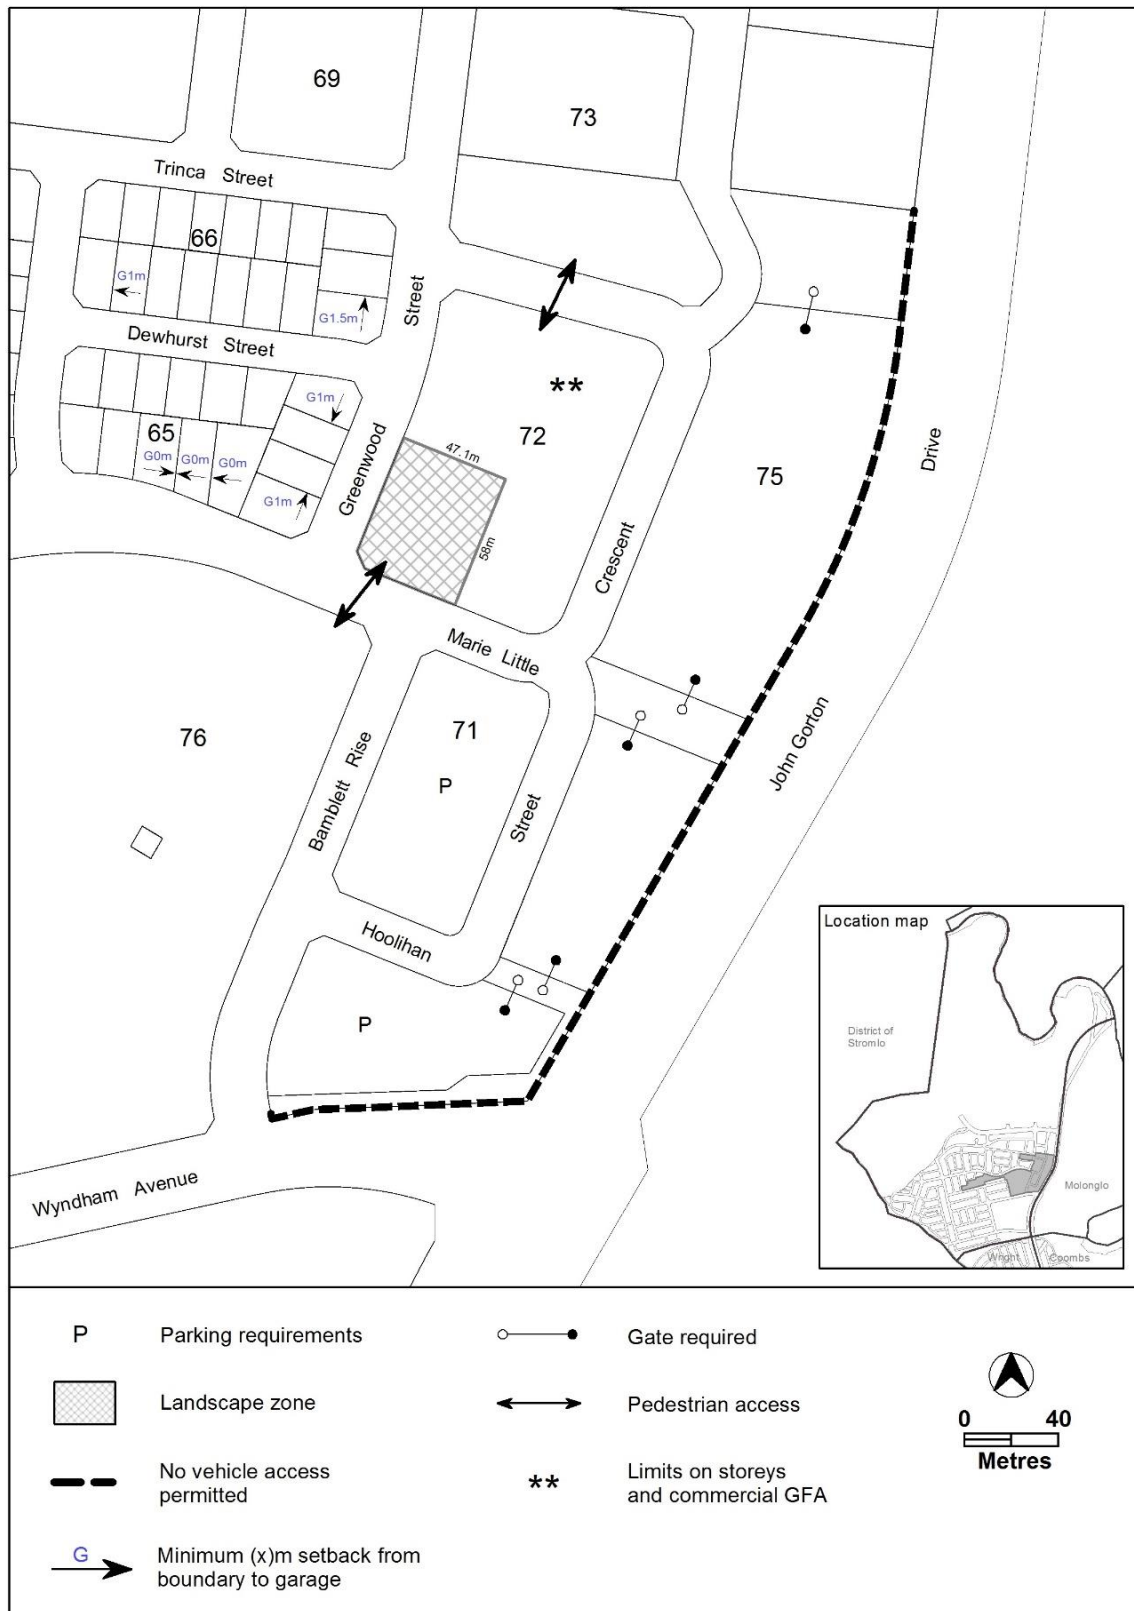 69
73
Trinca Street
66
G1m
G1.5m
Street
Dewhurst Street
**
G1m
65
G0m G0m G0m
G1m
Greenwood
47.1m
72
58m
75
Drive
Crescent
Marie Little
76
71
P
Bamblett Rise
Street
John Gorton
Hoolihan
P
Wyndham Avenue
Location map
District of
Stromlo
Molonglo
Wright
Coombs
P Parking requirements
Gate required
Landscape zone
Pedestrian access
No vehicle access
permitted
** Limits on storeys
and commercial GFA
G Minimum (x)m setback from
boundary to garage
0 40
Metres